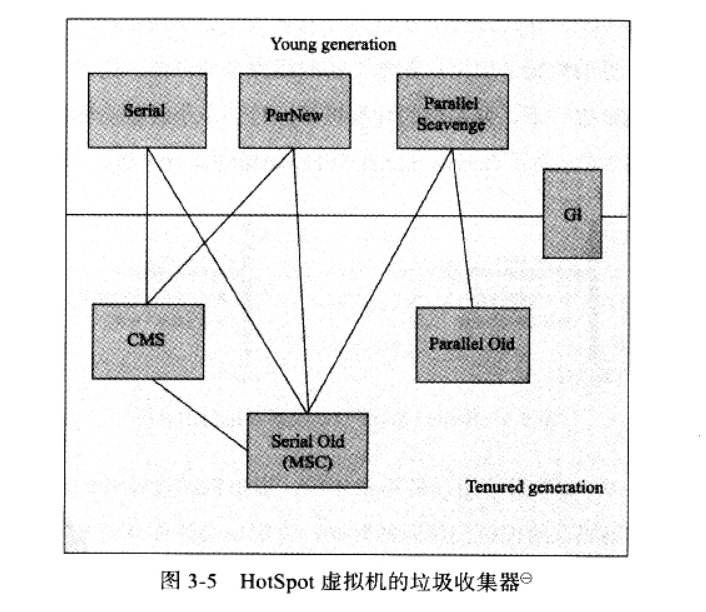 Young generation
Serial
ParNew
Parallel
Scavenge
G1
CMS
Parallel Old
Serial Old
(MSC)
Tenured generation
图 3-5 HotSpot 虚拟机的垃圾收集器㊀